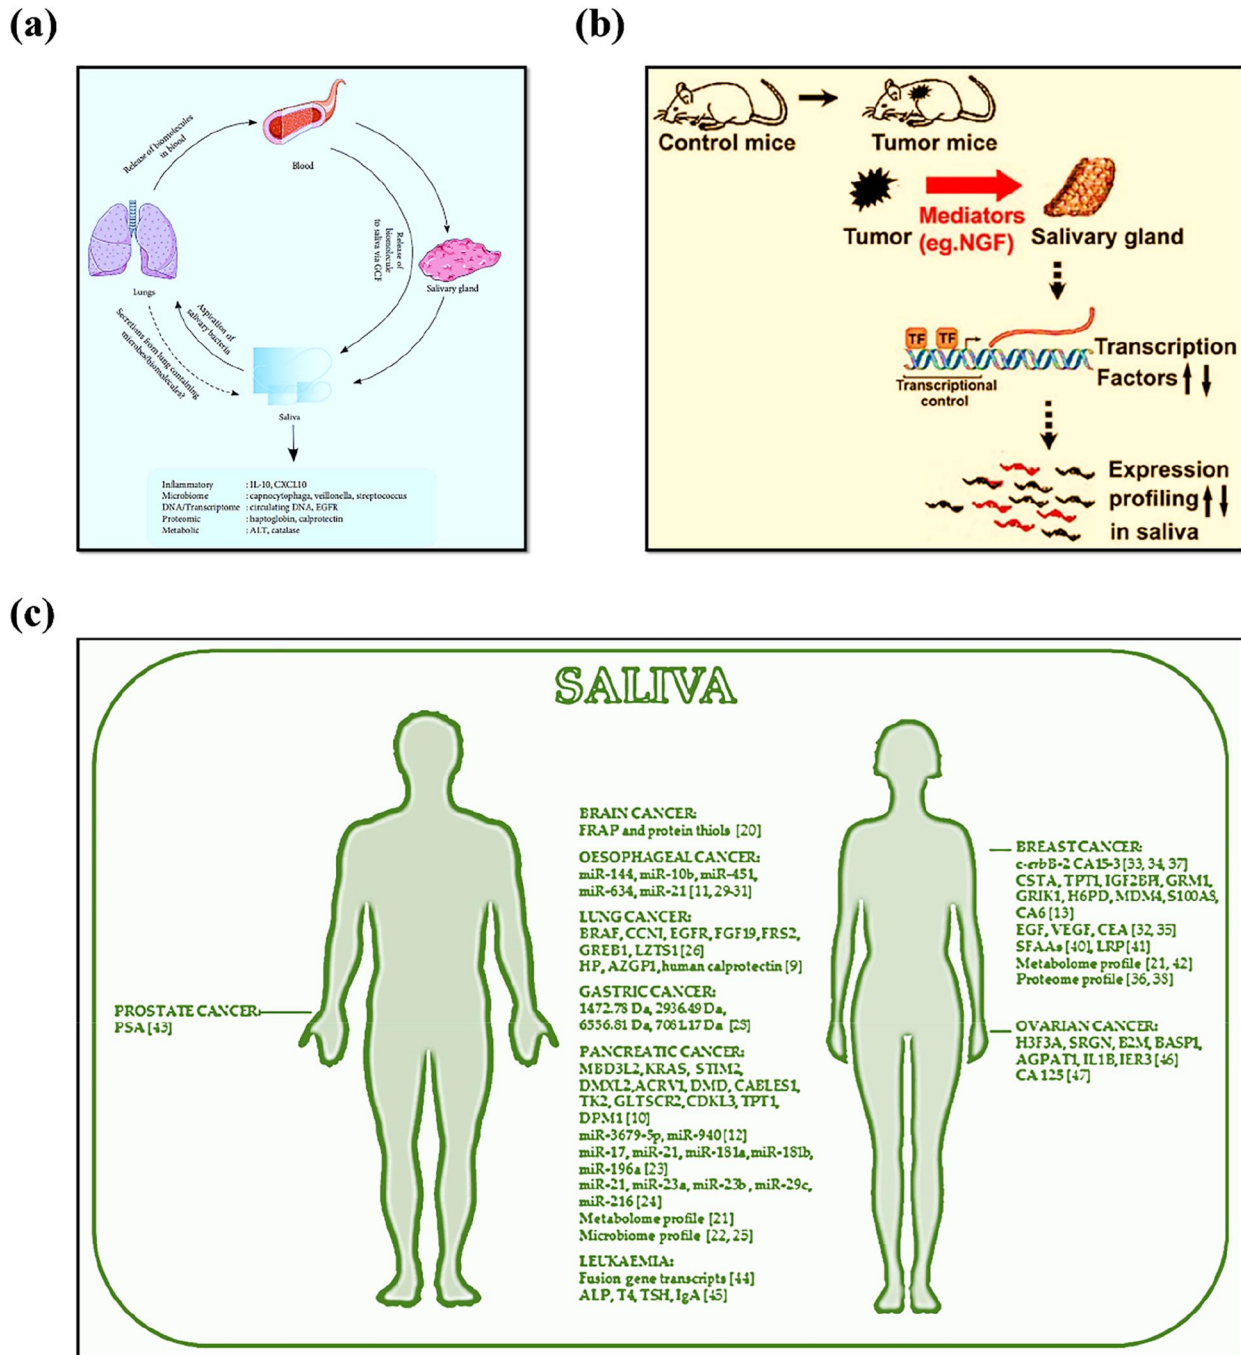 (a)
Release of biomolecules
in blood
Blood
Release of
biomolecule
to saliva via GCF
Salivary gland
Lungs
Aspiration of
salivary bacteria
Secretions from lung containing
microbes/biomolecules?
Saliva
Inflammatory : IL-10, CXCL10
Microbiome : capnocytophaga, veillonella, streptococcus
DNA/Transcriptome : circulating DNA, EGFR
Proteomic : haptoglobin, calprotectin
Metabolic : ALT, catalase
(b)
Control mice
Tumor mice
Tumor
Mediators
(eg.NGF)
Salivary gland
TF TF
Transcriptional
control
Transcription
Factors
Expression
profiling
in saliva
(c)
SALIVA
PROSTATE CANCER:
PSA [43]
BRAIN CANCER:
FRAP and protein thiols [20]
OESOPHAGEAL CANCER:
miR-144, miR-10b, miR-451,
miR-634, miR-21 [11, 29-31]
LUNG CANCER:
BRAF, CCNI, EGFR, FGF19, FRS2,
GREB1, LZTS1 [26]
HP, AZGP1, human calprotectin [9]
GASTRIC CANCER:
1472.78 Da, 2936.49 Da,
6556.81 Da, 7081.17 Da [28]
PANCREATIC CANCER:
MBD3L2, KRAS, STIM2,
DMXL2, ACRV1, DMD, CABLES1,
TK2, GLTSCR2, CDKL3, TPT1,
DPM1 [10]
miR-3679-5p, miR-940 [12]
miR-17, miR-21, miR-181a, miR-181b,
miR-196a [23]
miR-21, miR-23a, miR-23b, miR-29c,
miR-216 [24]
Metabolome profile [21]
Microbiome profile [22, 25]
LEUKAEMIA:
Fusion gene transcripts [44]
ALP, T4, TSH, IgA [45]
BREAST CANCER:
c-erbB-2 CA15-3 [33, 34, 37]
CSTA, TPT1, IGF2BP1, GRM1,
GRIK1, H6PD, MDM4, S100A8,
CA6 [13]
EGF, VEGF, CEA [32, 35]
SFAAs [40], LRP [41]
Metabolome profile [21, 42]
Proteome profile [36, 38]
OVARIAN CANCER:
H3F3A, SRGN, B2M, BASP1,
AGPAT1, IL1B, IER3 [46]
CA 125 [47]